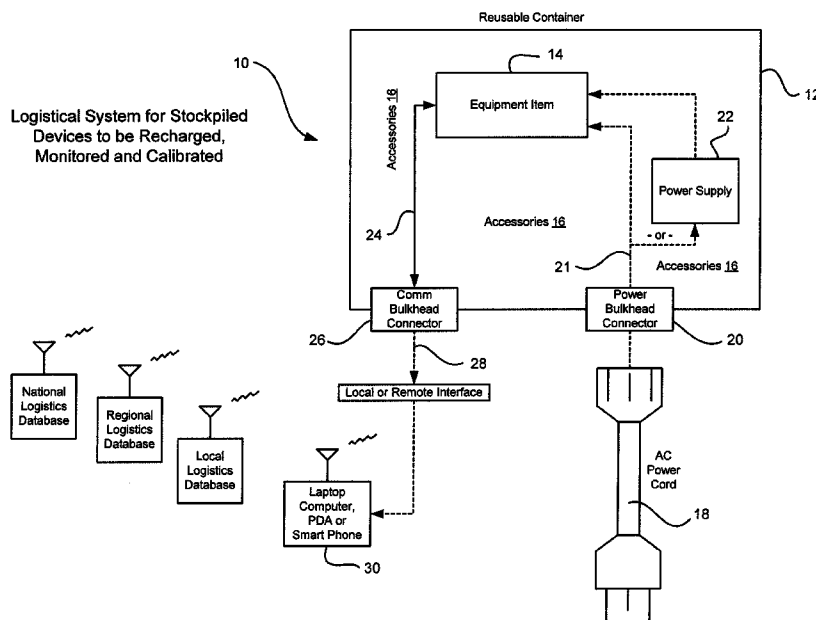 Reusable Container
10
14
12
Logistical System for Stockpiled
Devices to be Recharged,
Monitored and Calibrated
Accessories 16
Equipment Item
22
Power Supply
24
Accessories 16
- or -
21
Accessories 16
Comm
Bulkhead
Connector
Power
Bulkhead
Connector
26
28
20
National
Logistics
Database
Regional
Logistics
Database
Local
Logistics
Database
Local or Remote Interface
Laptop
Computer,
PDA or
Smart Phone
30
AC
Power
Cord
18